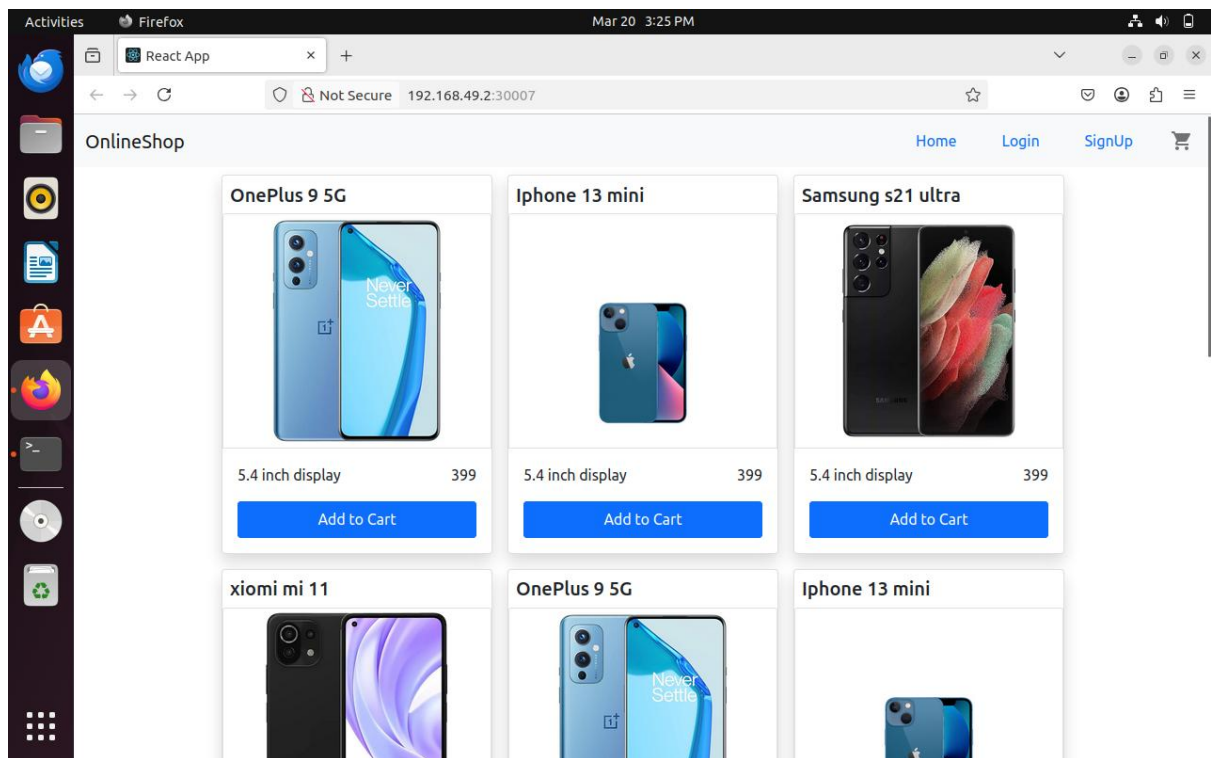 Activities Firefox Mar 20 3:25 PM
React App
Not Secure 192.168.49.2:30007
OnlineShop Home Login SignUp
OnePlus 9 5G Iphone 13 mini Samsung s21 ultra
Never
Settle
SAMSUNG
5.4 inch display 399 5.4 inch display 399 5.4 inch display 399
Add to Cart Add to Cart Add to Cart
xiomi mi 11 OnePlus 9 5G Iphone 13 mini
Never
Settle